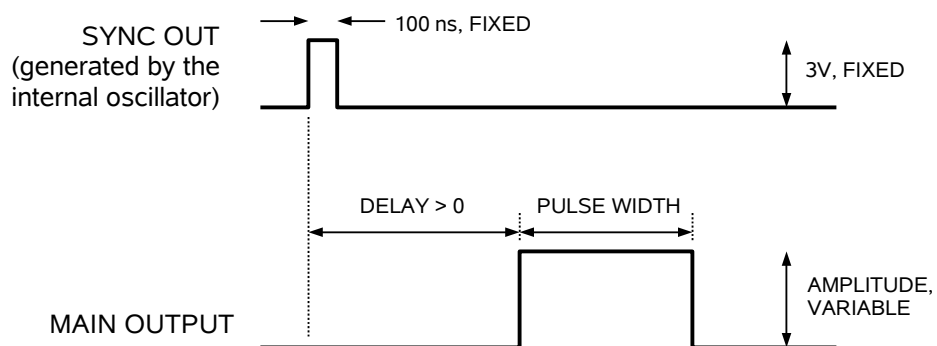 SYNC OUT
(generated by the
internal oscillator)
100 ns, FIXED
3V, FIXED
DELAY > 0
PULSE WIDTH
AMPLITUDE,
VARIABLE
MAIN OUTPUT